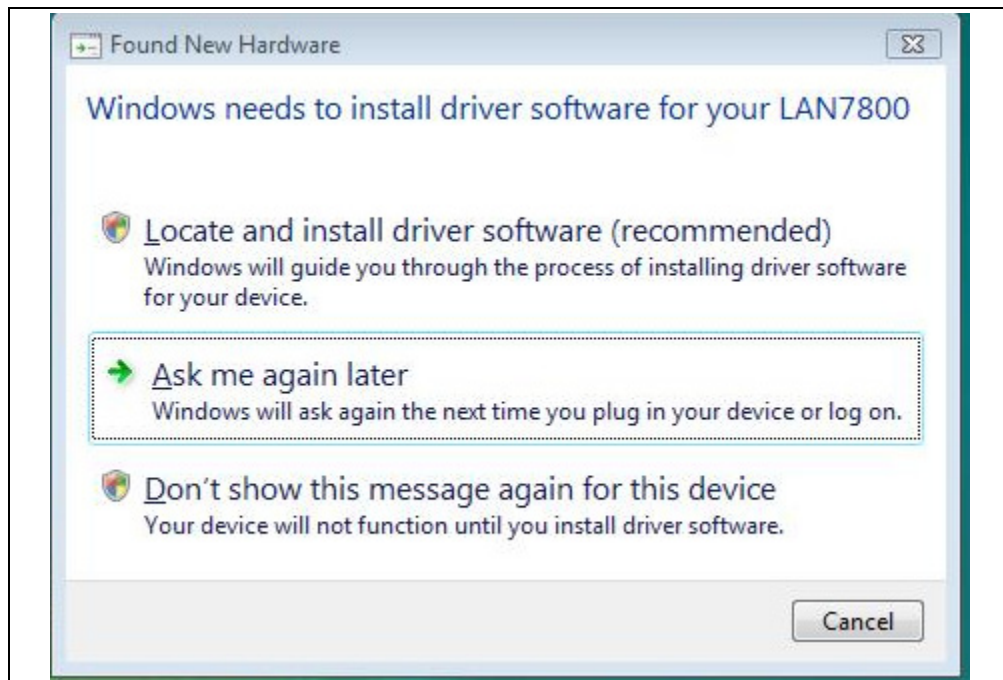 Found New Hardware
Windows needs to install driver software for your LAN7800
Locate and install driver software (recommended)
Windows will guide you through the process of installing driver software
for your device.
Ask me again later
Windows will ask again the next time you plug in your device or log on.
Don't show this message again for this device
Your device will not function until you install driver software.
Cancel